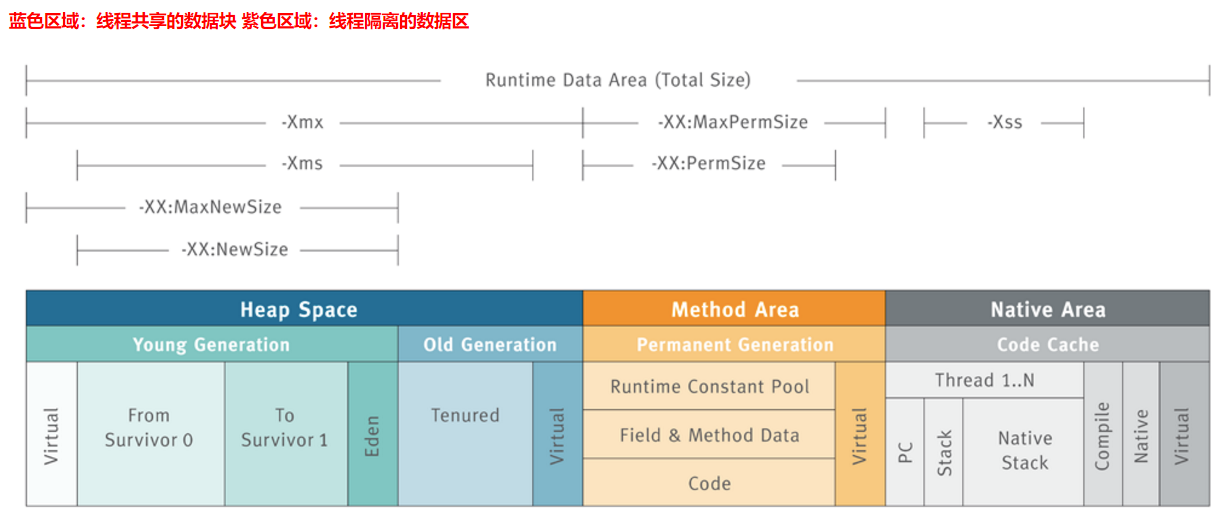 蓝色区域：线程共享的数据块 紫色区域：线程隔离的数据区
Runtime Data Area (Total Size)
-Xmx
-XX:MaxPermSize
-Xss
-Xms
-XX:PermSize
-XX:MaxNewSize
-XX:NewSize
Heap Space
Method Area
Native Area
Young Generation
Old Generation
Permanent Generation
Code Cache
Virtual
From
Survivor 0
To
Survivor 1
Eden
Tenured
Virtual
Runtime Constant Pool
Field & Method Data
Code
Virtual
Thread 1..N
PC
Stack
Native
Stack
Compile
Native
Virtual